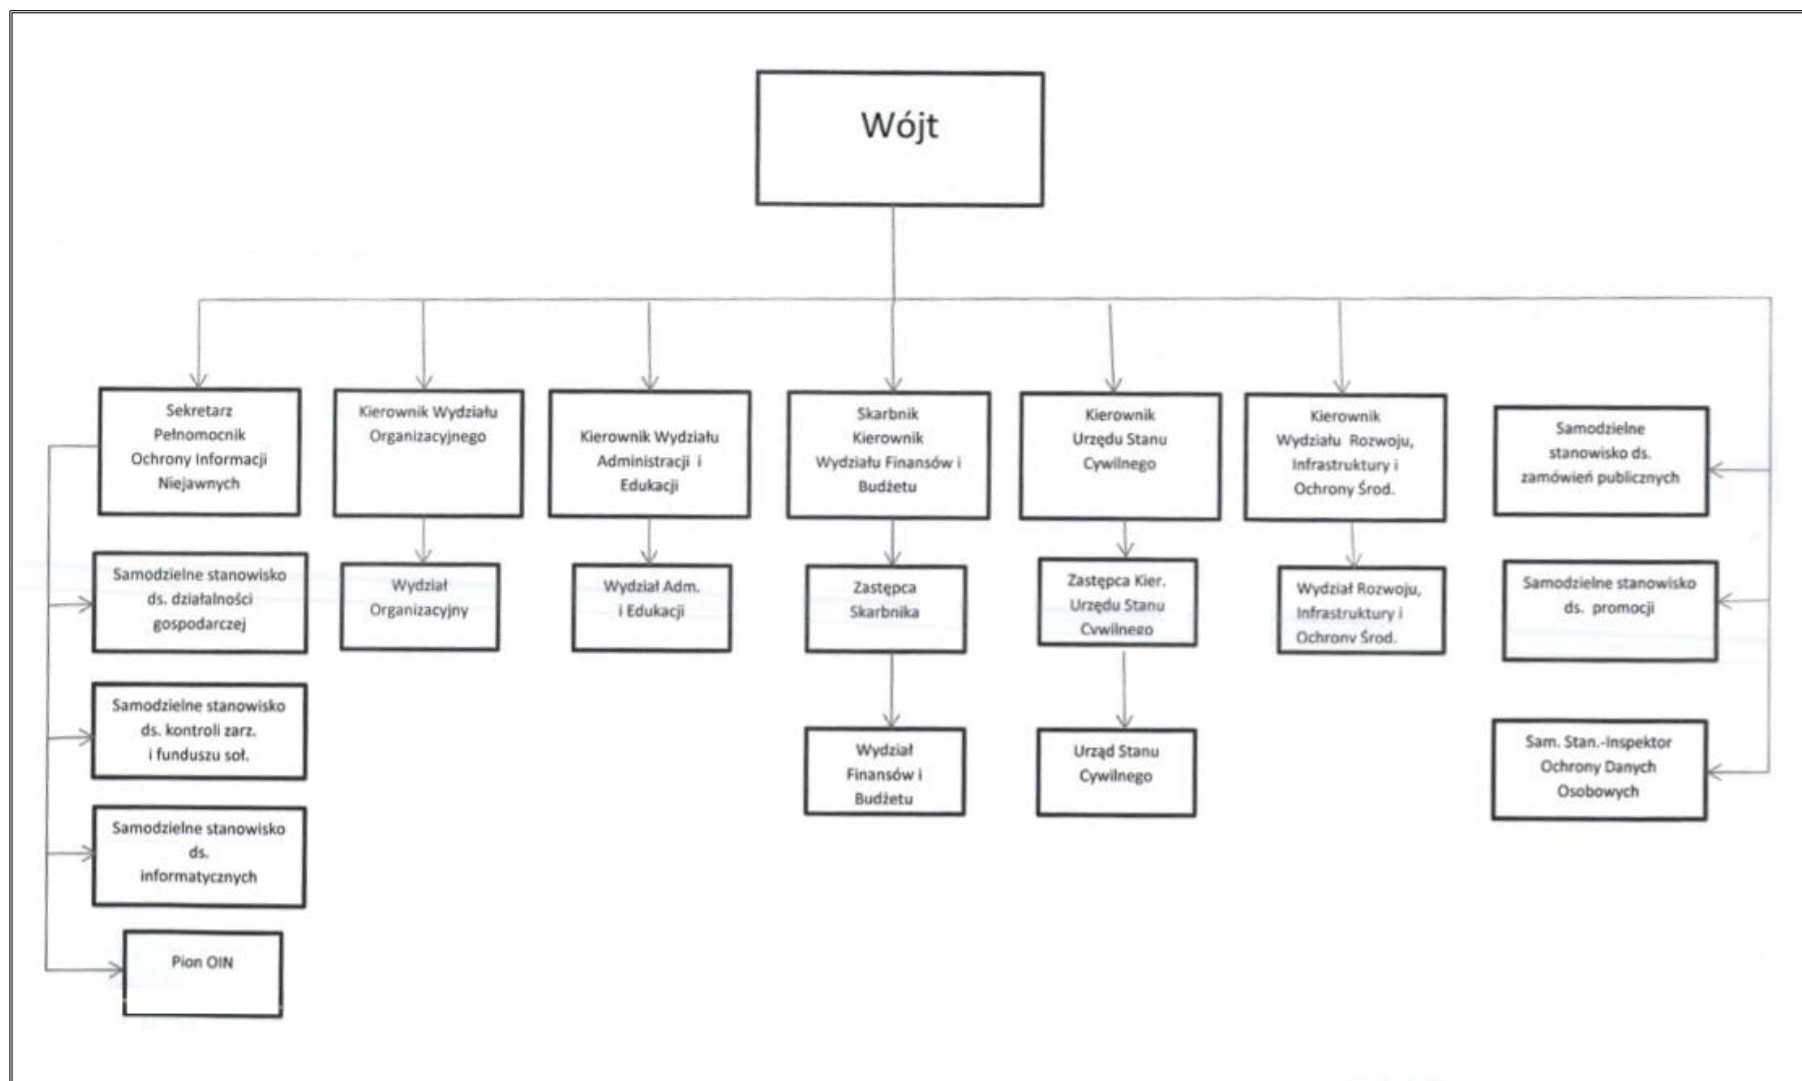 Wójt
Sekretarz
Pełnomocnik
Ochrony Informacji
Niejawnych
Kierownik Wydziału
Organizacyjnego
Kierownik Wydziału
Administracji i
Edukacji
Skarbnik
Kierownik
Wydziału Finansów i
Budżetu
Kierownik
Urzędu Stanu
Cywilnego
Kierownik
Wydziału Rozwoju,
Infrastruktury i
Ochrony Środ.
Samodzielne
stanowisko ds.
zamówień publicznych
Samodzielne stanowisko
ds. działalności
gospodarczej
Wydział
Organizacyjny
Wydział Adm.
i Edukacji
Zastępca
Skarbnika
Zastępca Kier.
Urzędu Stanu
Cywilnego
Wydział Rozwoju,
Infrastruktury i
Ochrony Środ.
Samodzielne stanowisko
ds. promocji
Samodzielne stanowisko
ds. kontroli zarz.
i funduszu soł.
Wydział
Finansów i
Budżetu
Urząd Stanu
Cywilnego
Sam. Stan.-Inspektor
Ochrony Danych
Osobowych
Samodzielne stanowisko
ds.
informatycznych
Pion OIN